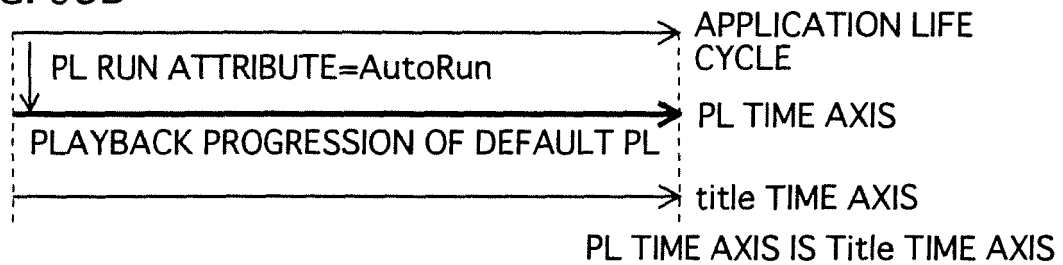 APPLICATION LIFE
CYCLE
PL RUN ATTRIBUTE=AutoRun
PL TIME AXIS
PLAYBACK PROGRESSION OF DEFAULT PL
title TIME AXIS
PL TIME AXIS IS Title TIME AXIS